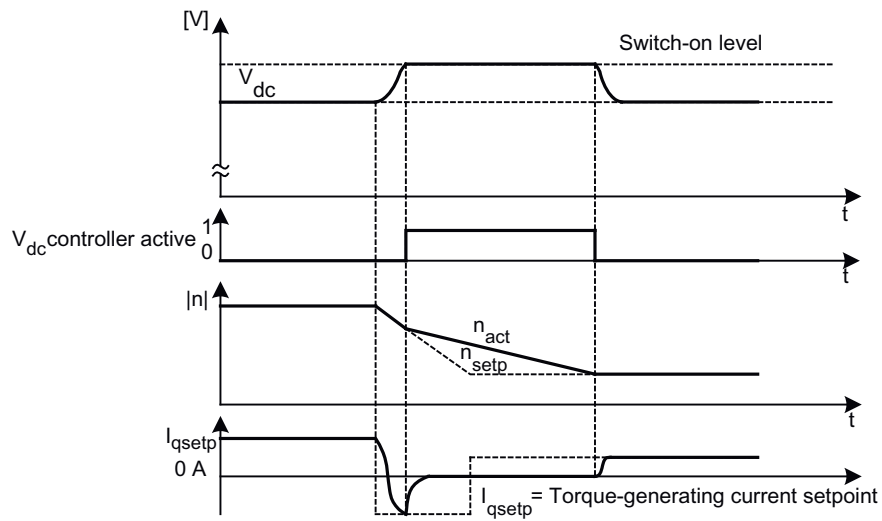 [V]
Switch-on level
Vdc
t
Vdc controller active 1
0
t
|n|
nact
nsetp
t
Iqsetp
0 A
t
Iqsetp = Torque-generating current setpoint